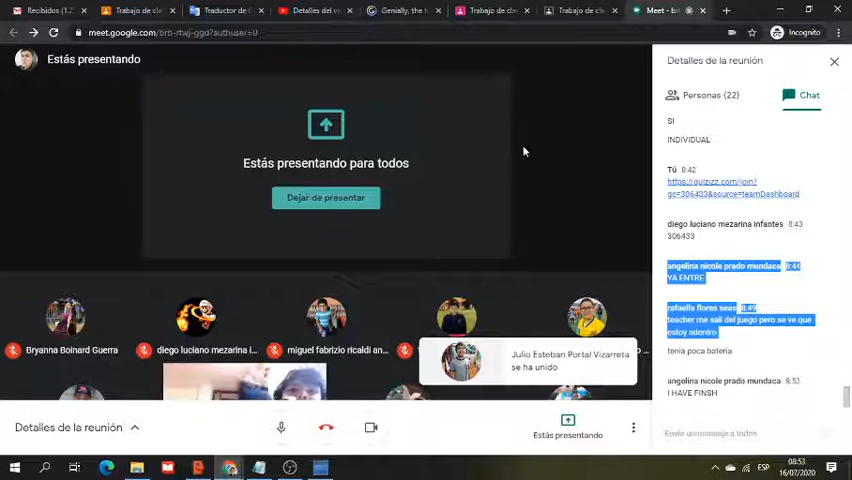 Recibidos (1.2
Trabajo de cla
Traductor de G
Detalles del v
Genially, the
Trabajo de clas
Trabajo de cla
Meet - brb
meet.google.com/brb-rtwj-ggd?authuser=0
Incógnito
Estás presentando
Detalles de la reunión
Personas (22)
Chat
SI
INDIVIDUAL
Estás presentando para todos
Tú 8:42
https://quizizz.com/join?
gc=306433&source=teamDashboard
Dejar de presentar
diego luciano mezarina infantes 8:43
306433
angelina nicole prado mundaca 8:44
YA ENTRE
rafaella flores seas 8:49
teacher me sali del juego pero se ve que
estoy adentro
tenia poca bateria
Bryanna Boinard Guerra
diego luciano mezarina i...
miguel fabrizio ricaldi an...
Julio Esteban Portal Vizarreta
se ha unido
angelina nicole prado mundaca 8:52
I HAVE FINSH
Detalles de la reunión
Estás presentando
Envía un mensaje a todos
ESP
08:53
16/07/2020